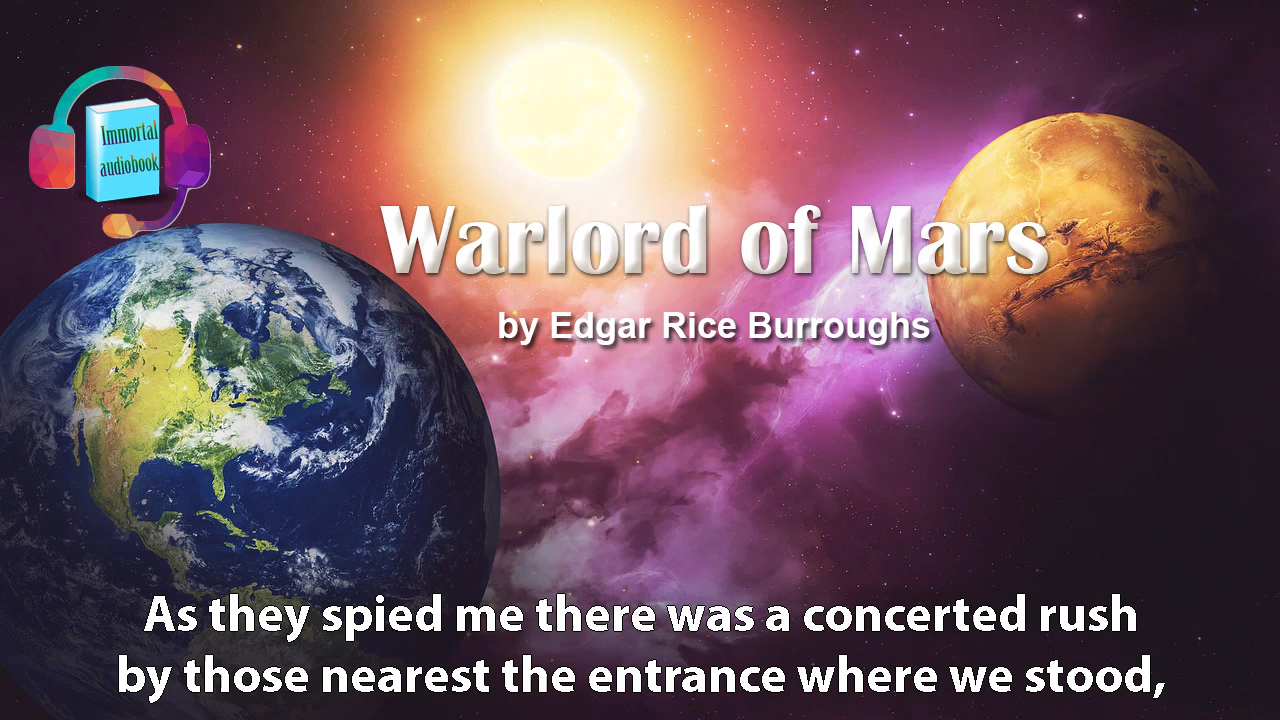 Immortal
audiobook
Warlord of Mars
by Edgar Rice Burroughs
As they spied me there was a concerted rush
by those nearest the entrance where we stood,